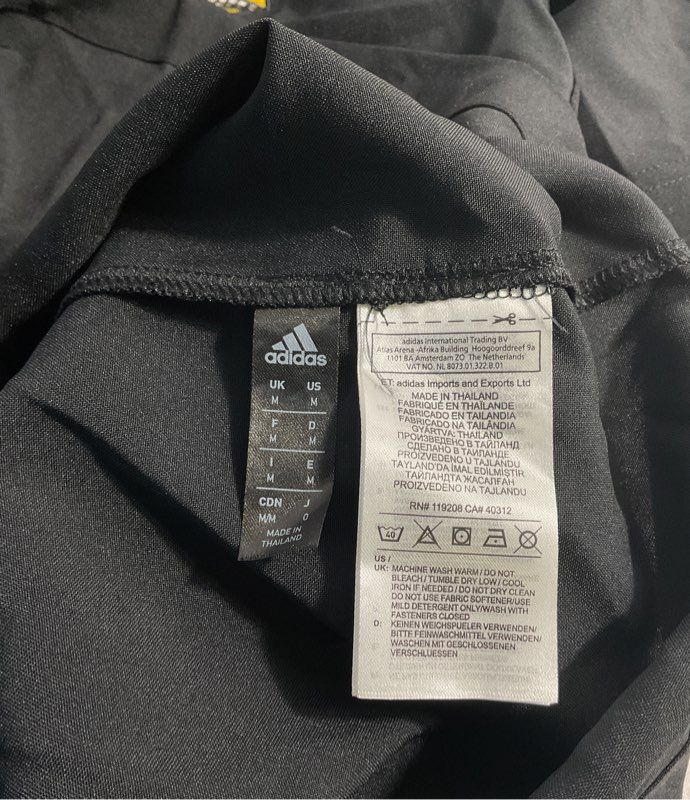 adidas
UK US
M M
F D
M M
I E
M M
CDN J
M/M O
MADE IN
THAILAND
adidas International Trading BV
Atlas Arena -Afrika Building Hoogoorddreef 9a
1101 BA Amsterdam ZO The Netherlands
VAT NO. NL 8073.01.322.B.01
ET: adidas Imports and Exports Ltd
MADE IN THAILAND
FABRIQUÉ EN THAÏLANDE
FABRICADO EN TAILANDIA
FABRICADO NA TAILÂNDIA
GYÁRTVA: THAILAND
ПРОИЗВЕДЕНО В ТАЙЛАНД
СДЕЛАНО В ТАИЛАНДЕ
PROIZVEDENO U TAJLANDU
TAYLAND'DA İMAL EDİLMİŞTİR
ТАЙЛАНДТА ЖАСАЛҒАН
PROIZVEDENO NA TAJLANDU
RN# 119208 CA# 40312
40
US /
UK: MACHINE WASH WARM / DO NOT
BLEACH / TUMBLE DRY LOW / COOL
IRON IF NEEDED / DO NOT DRY CLEAN
DO NOT USE FABRIC SOFTENER/USE
MILD DETERGENT ONLY/WASH WITH
FASTENERS CLOSED
D: KEINEN WEICHSPUELER VERWENDEN/
BITTE FEINWASCHMITTEL VERWENDEN/
WASCHEN MIT GESCHLOSSENEN
VERSCHLUESSEN